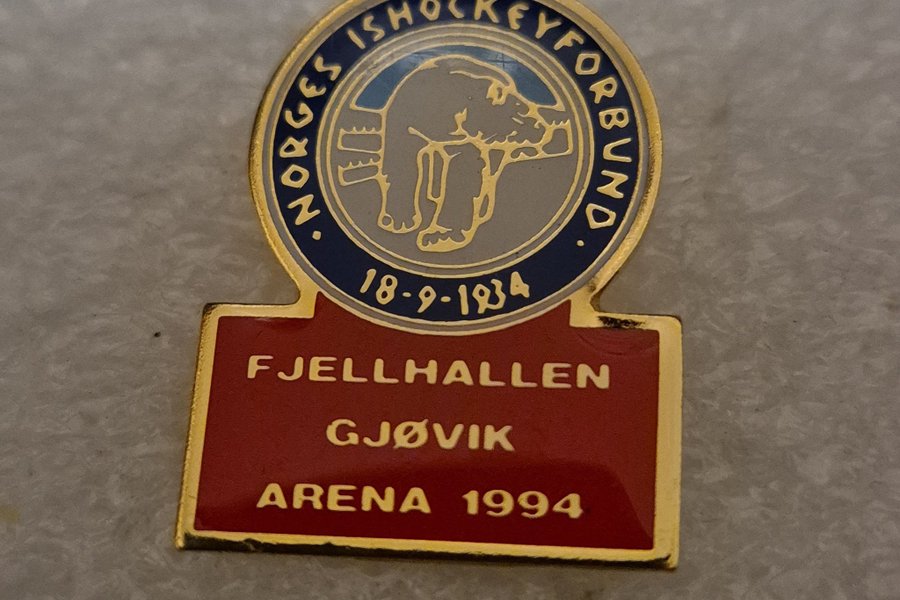 · NORGES ISHOCKEYFORBUND ·
18-9-1934
FJELLHALLEN
GJØVIK
ARENA 1994